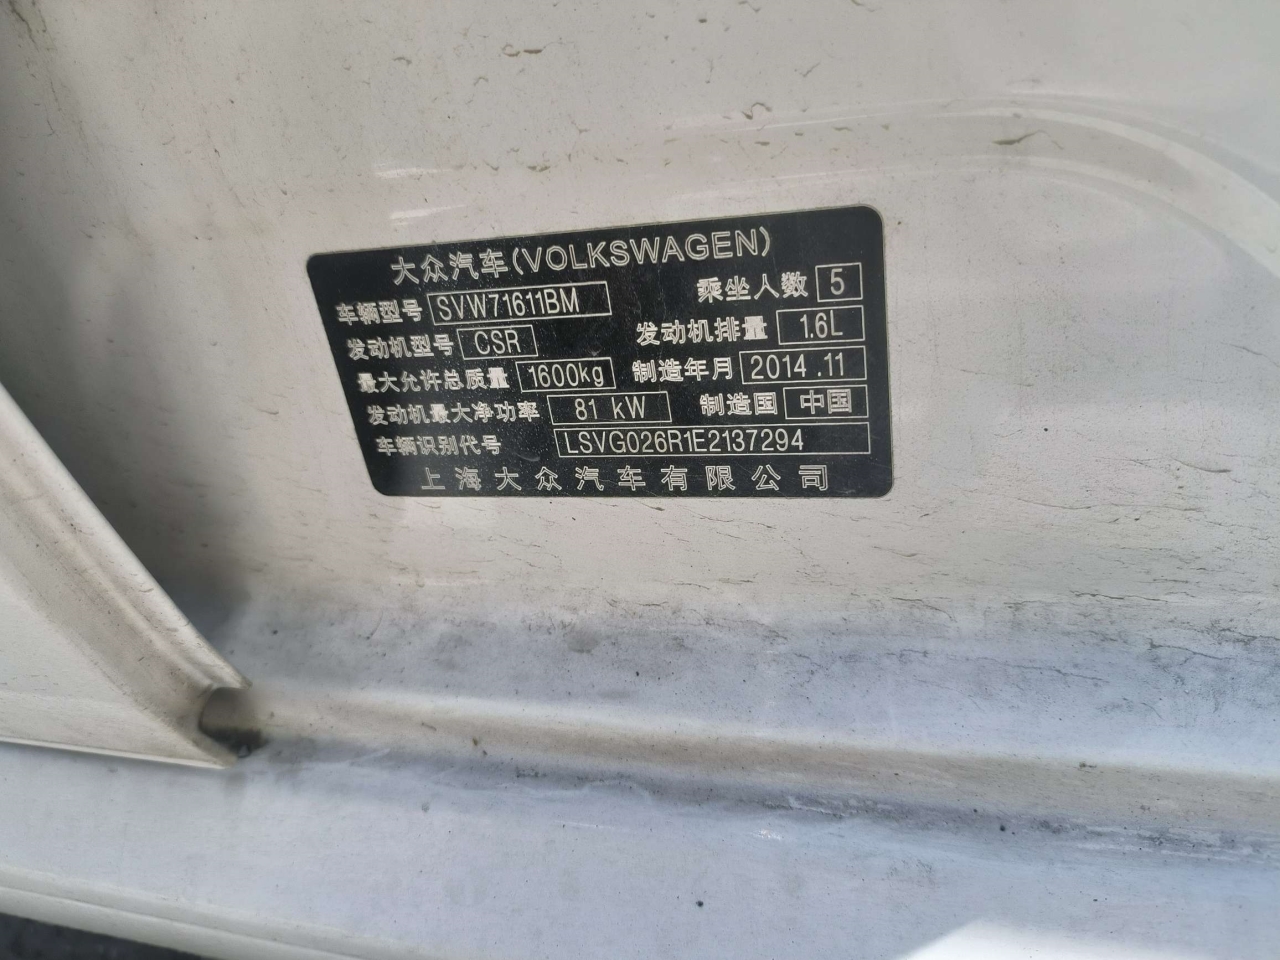 大众汽车(VOLKSWAGEN)
车辆型号 SVW71611BM 乘坐人数 5
发动机型号 CSR 发动机排量 1.6L
最大允许总质量 1600kg 制造年月 2014.11
发动机最大净功率 81 kW 制造国 中国
车辆识别代号 LSVG026R1E2137294
上海大众汽车有限公司